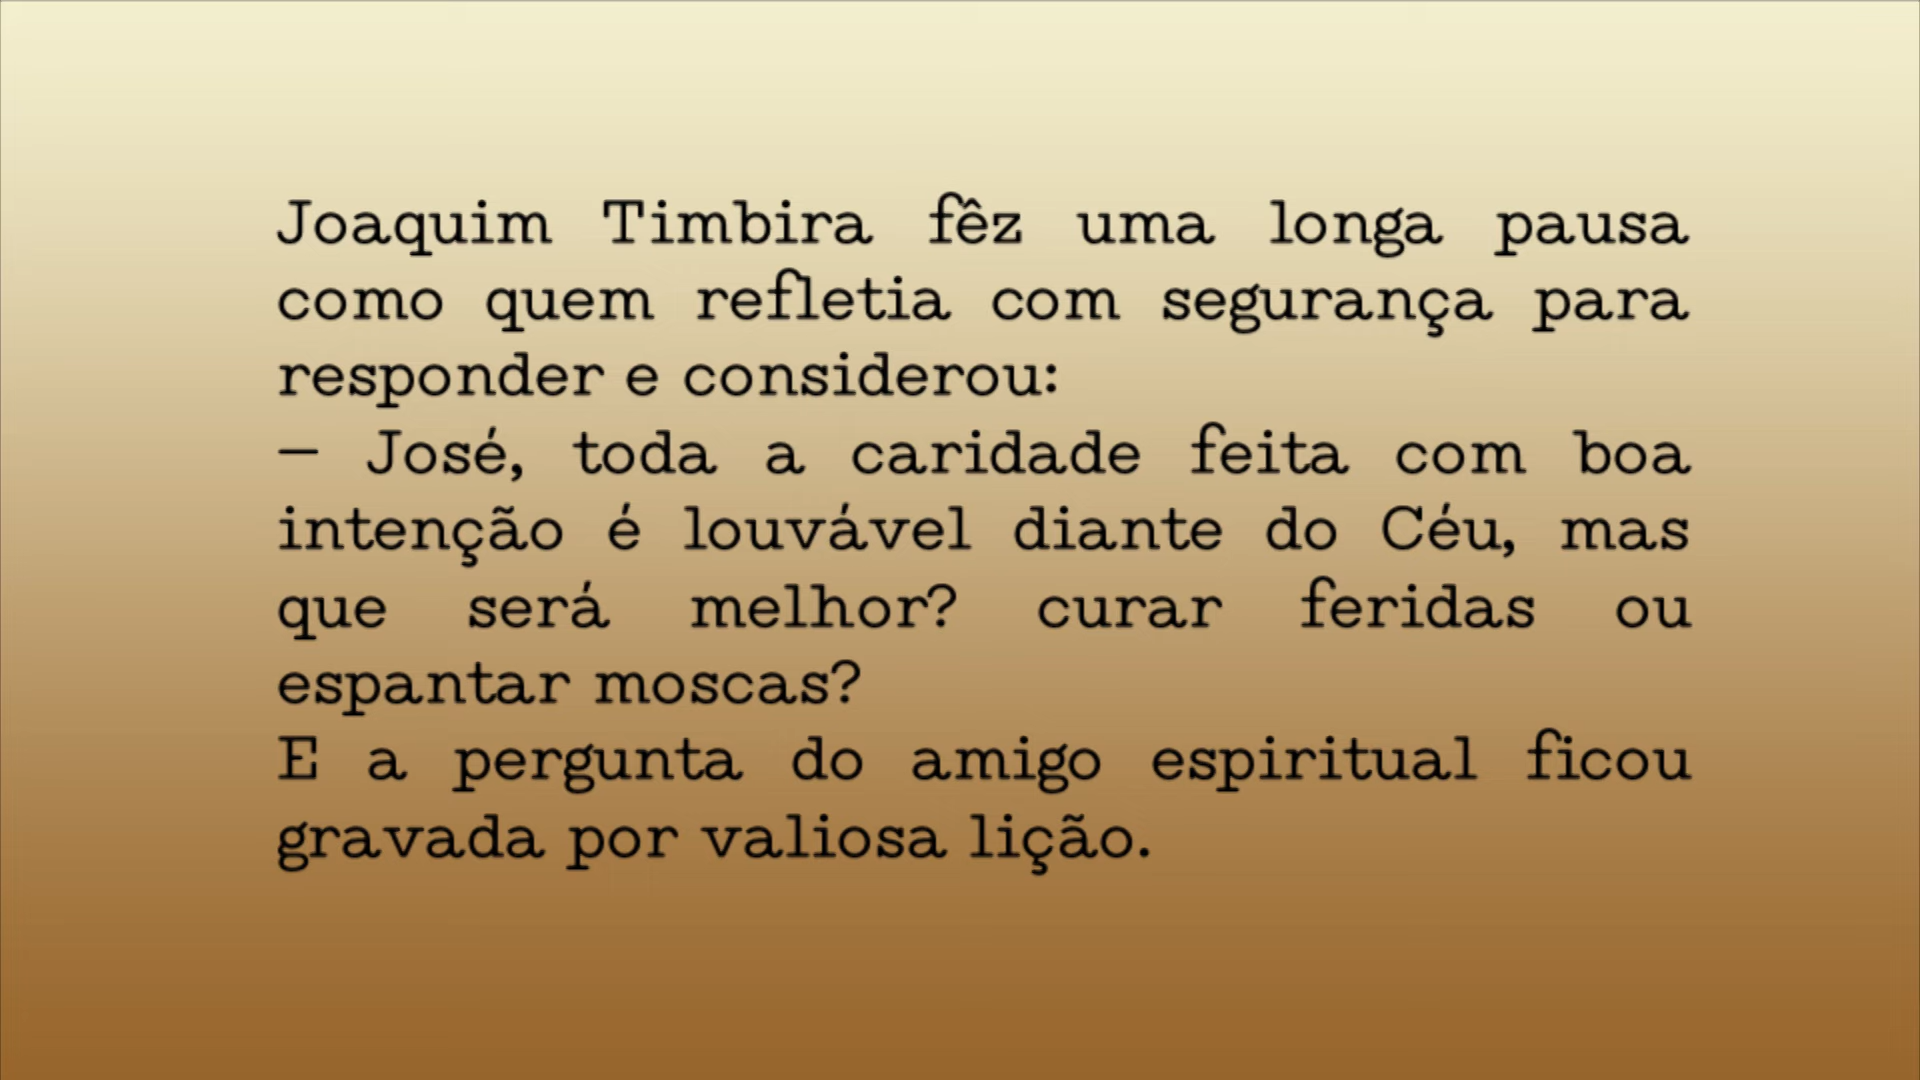 Joaquim Timbira fêz uma longa pausa
como quem refletia com segurança para
responder e considerou:
— José, toda a caridade feita com boa
intenção é louvável diante do Céu, mas
que será melhor? curar feridas ou
espantar moscas?
E a pergunta do amigo espiritual ficou
gravada por valiosa lição.